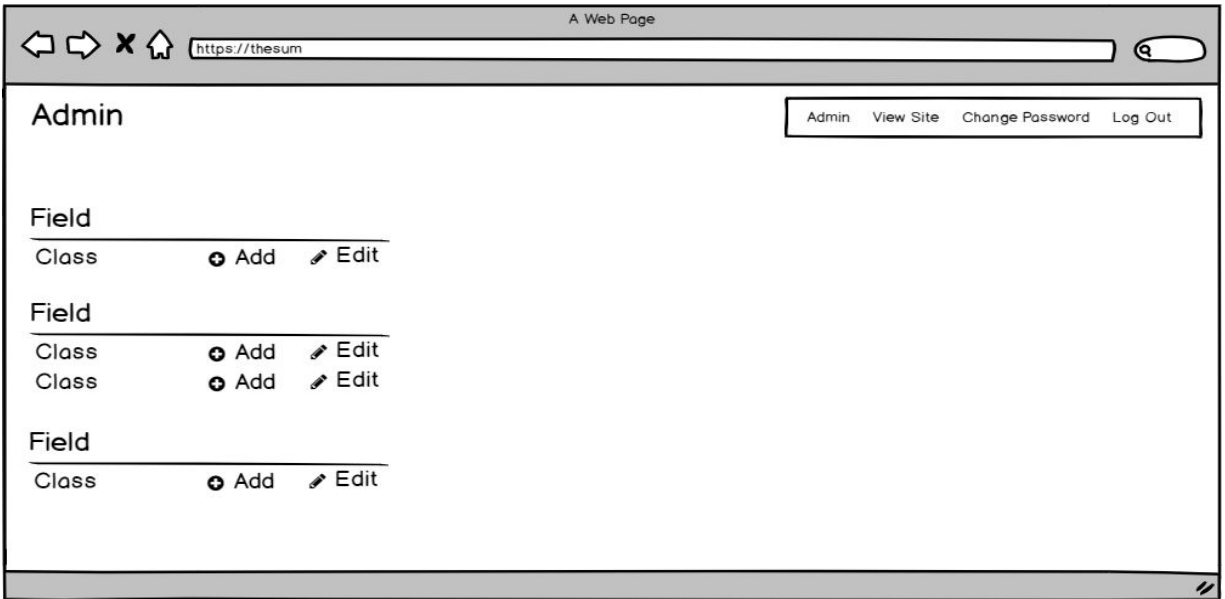 A Web Page
https://thesum
Admin
Admin View Site Change Password Log Out
Field
Class Add Edit
Field
Class Add Edit
Class Add Edit
Field
Class Add Edit